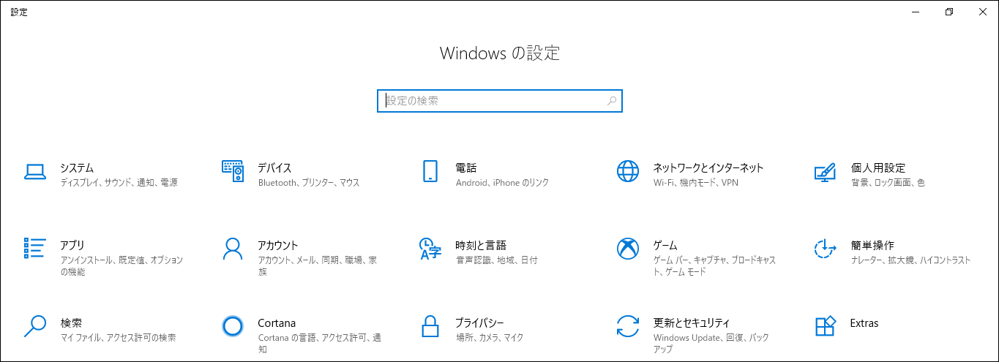 設定
Windows の設定
設定の検索
システム
ディスプレイ、サウンド、通知、電源
デバイス
Bluetooth、プリンター、マウス
電話
Android、iPhone のリンク
ネットワークとインターネット
Wi-Fi、機内モード、VPN
個人用設定
背景、ロック画面、色
アプリ
アンインストール、既定値、オプション
の機能
アカウント
アカウント、メール、同期、職場、家
族
時刻と言語
音声認識、地域、日付
ゲーム
ゲーム バー、キャプチャ、ブロードキャス
ト、ゲーム モード
簡単操作
ナレーター、拡大鏡、ハイコントラスト
検索
マイ ファイル、アクセス許可の検索
Cortana
Cortana の言語、アクセス許可、通
知
プライバシー
場所、カメラ、マイク
更新とセキュリティ
Windows Update、回復、バック
アップ
Extras